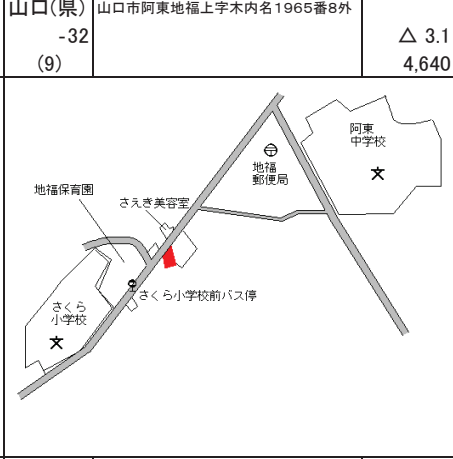 山口(県)
-32
(9)
山口市阿東地福上字木内名1965番8外
△ 3.1
4,640
阿東
中学校
地福
郵便局
地福保育園
さえき美容室
さくら小学校前バス停
さくら
小学校